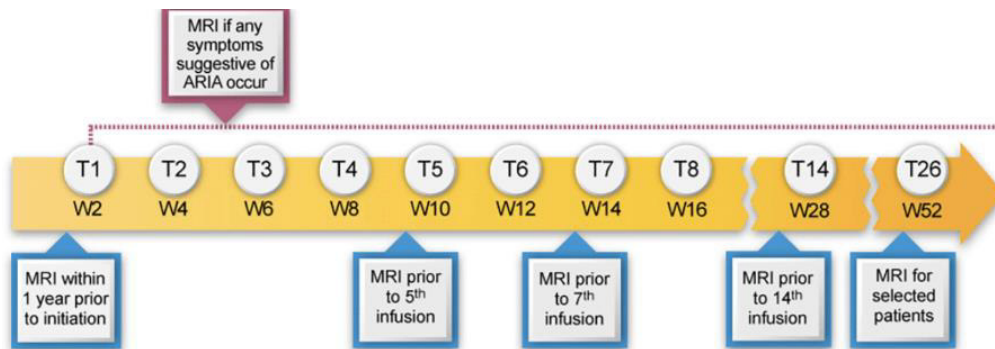 MRI if any
symptoms
suggestive of
ARIA occur
T1 T2 T3 T4 T5 T6 T7 T8 T14 T26
W2 W4 W6 W8 W10 W12 W14 W16 W28 W52
MRI within
1 year prior
to initiation
MRI prior
to 5th
infusion
MRI prior
to 7th
infusion
MRI prior
to 14th
infusion
MRI for
selected
patients